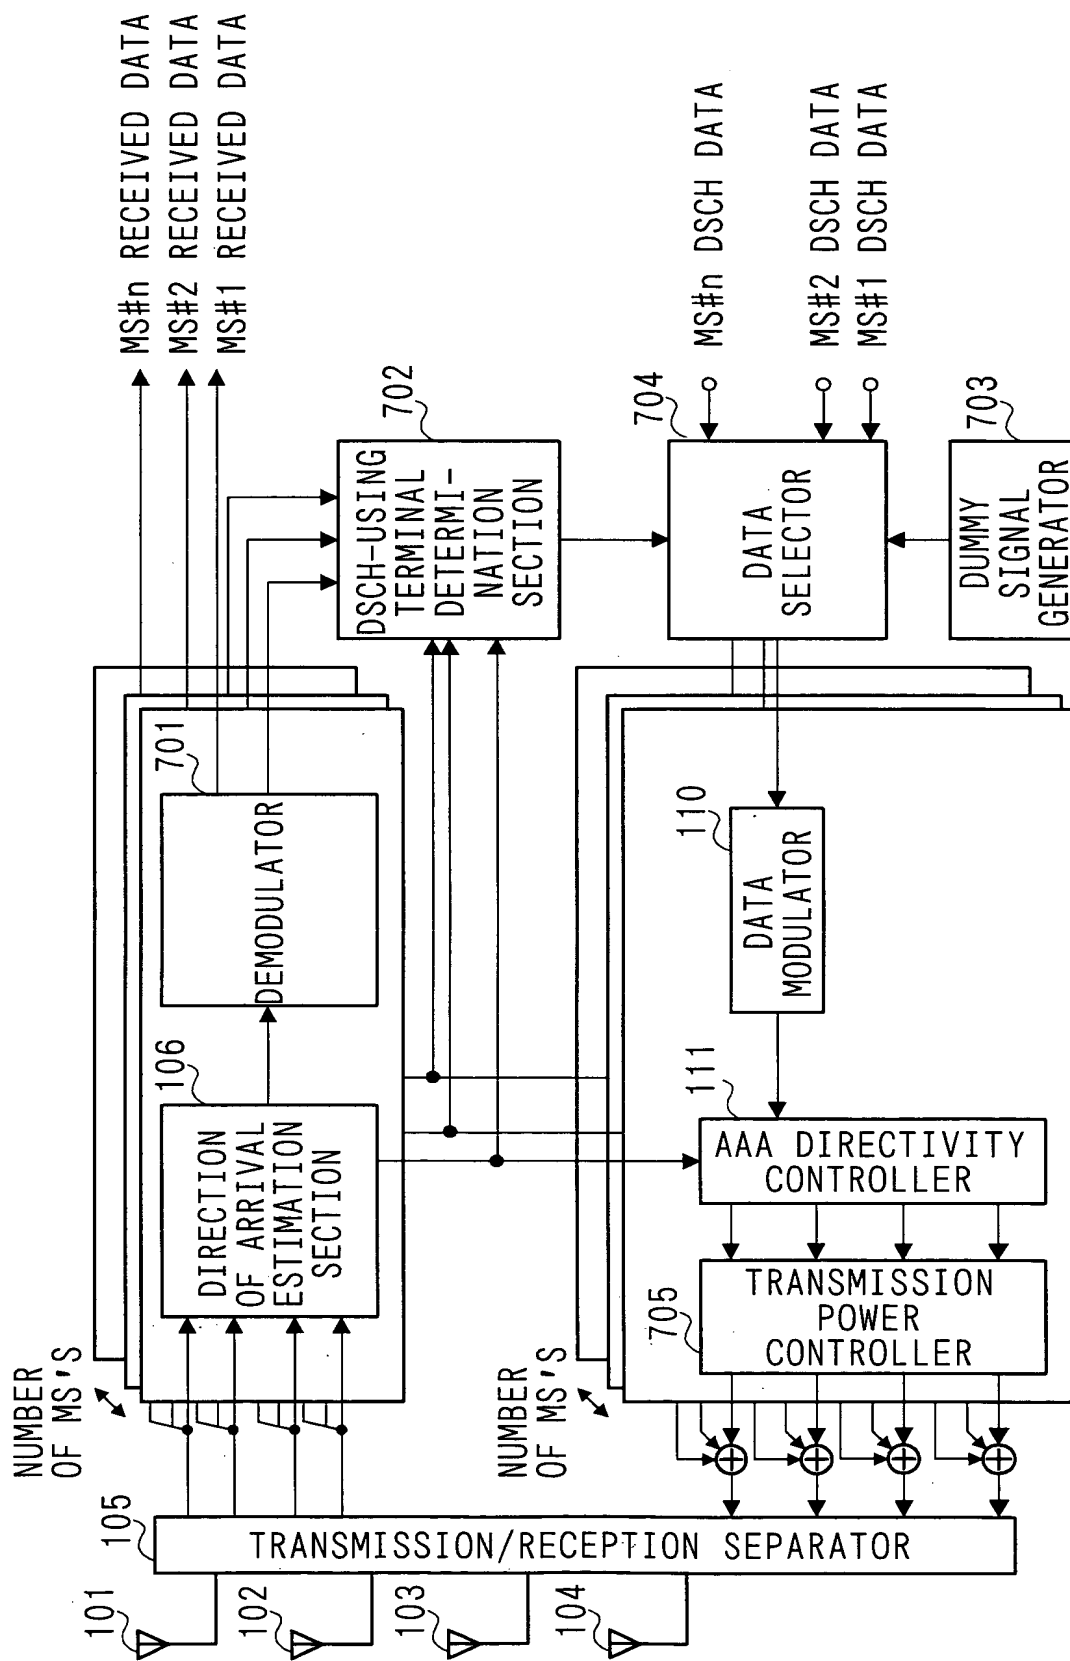 101
102
103
104
105
TRANSMISSION/RECEPTION SEPARATOR
NUMBER
OF MS'S
106
DIRECTION
OF ARRIVAL
ESTIMATION
SECTION
701
DEMODULATOR
MS#n RECEIVED DATA
MS#2 RECEIVED DATA
MS#1 RECEIVED DATA
702
DSCH-USING
TERMINAL
DETERMI-
NATION
SECTION
NUMBER
OF MS'S
705
TRANSMISSION
POWER
CONTROLLER
111
AAA DIRECTIVITY
CONTROLLER
110
DATA
MODULATOR
704
DATA
SELECTOR
MS#n DSCH DATA
MS#2 DSCH DATA
MS#1 DSCH DATA
703
DUMMY
SIGNAL
GENERATOR